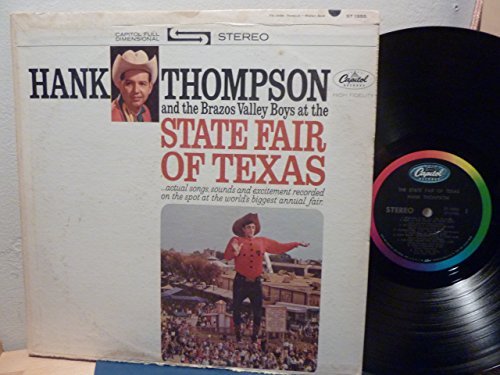 CAPITOL FULL DIMENSIONAL STEREO
ST 1955
HANK THOMPSON
and the Brazos Valley Boys at the
STATE FAIR
OF TEXAS
...actual songs, sounds and excitement recorded
on the spot at the world's biggest annual fair.
Capitol
RECORDS
HIGH FIDELITY
Capitol
THE STATE FAIR OF TEXAS
HANK THOMPSON
STEREO
1